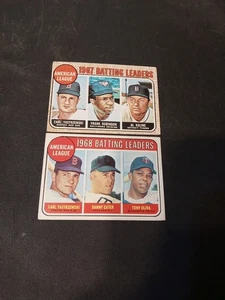 AMERICAN
LEAGUE
1967 BATTING LEADERS
CARL YASTRZEMSKI
FRANK ROBINSON
AL KALINE
AMERICAN
LEAGUE
1968 BATTING LEADERS
CARL YASTRZEMSKI
DANNY CATER
TONY OLIVA